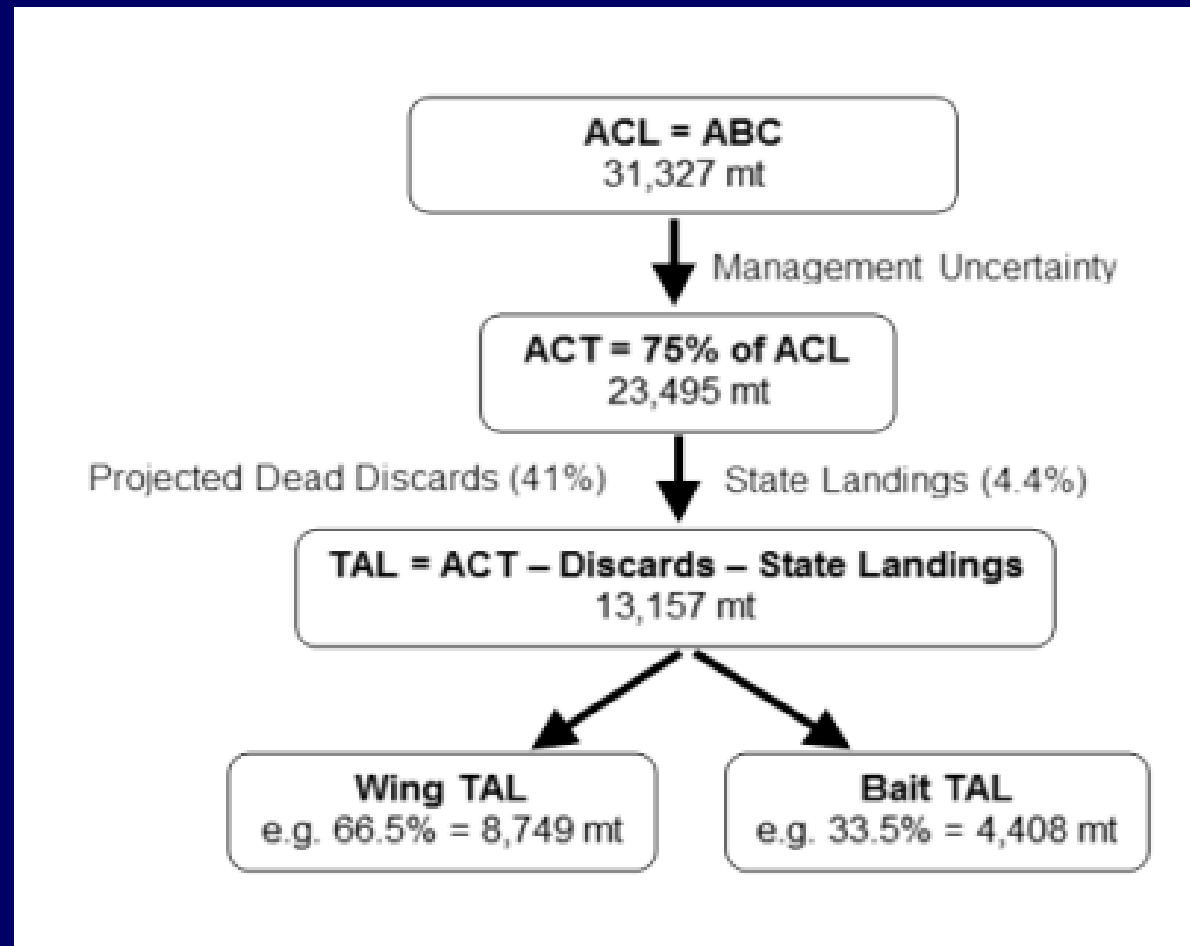 ACL = ABC
31,327 mt
Management Uncertainty
ACT = 75% of ACL
23,495 mt
Projected Dead Discards (41%)
State Landings (4.4%)
TAL = ACT – Discards – State Landings
13,157 mt
Wing TAL
e.g. 66.5% = 8,749 mt
Bait TAL
e.g. 33.5% = 4,408 mt